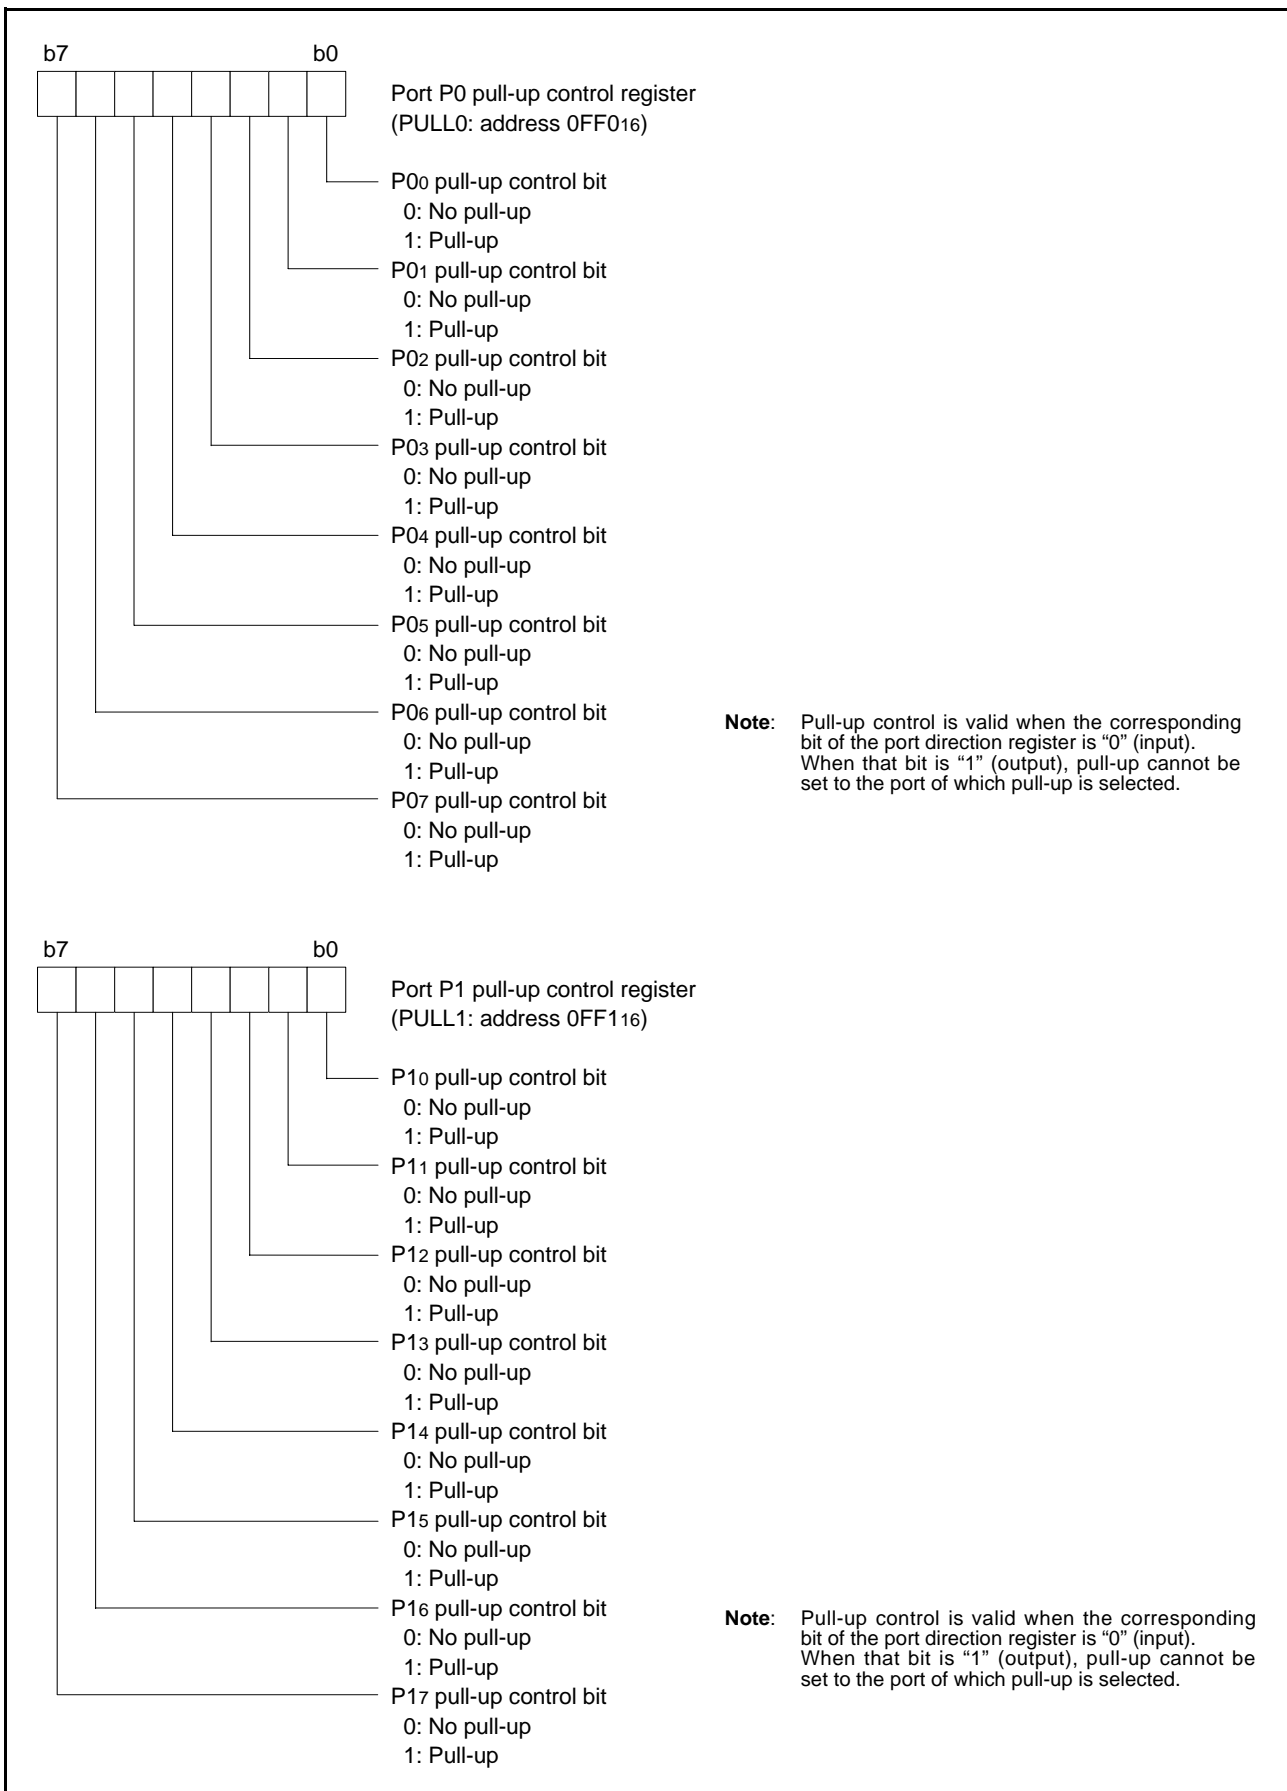 b7 b0
Port P0 pull-up control register
(PULL0: address 0FF016)
P00 pull-up control bit
0: No pull-up
1: Pull-up
P01 pull-up control bit
0: No pull-up
1: Pull-up
P02 pull-up control bit
0: No pull-up
1: Pull-up
P03 pull-up control bit
0: No pull-up
1: Pull-up
P04 pull-up control bit
0: No pull-up
1: Pull-up
P05 pull-up control bit
0: No pull-up
1: Pull-up
P06 pull-up control bit
0: No pull-up
1: Pull-up
P07 pull-up control bit
0: No pull-up
1: Pull-up
Note: Pull-up control is valid when the corresponding
bit of the port direction register is “0” (input).
When that bit is “1” (output), pull-up cannot be
set to the port of which pull-up is selected.
b7 b0
Port P1 pull-up control register
(PULL1: address 0FF116)
P10 pull-up control bit
0: No pull-up
1: Pull-up
P11 pull-up control bit
0: No pull-up
1: Pull-up
P12 pull-up control bit
0: No pull-up
1: Pull-up
P13 pull-up control bit
0: No pull-up
1: Pull-up
P14 pull-up control bit
0: No pull-up
1: Pull-up
P15 pull-up control bit
0: No pull-up
1: Pull-up
P16 pull-up control bit
0: No pull-up
1: Pull-up
P17 pull-up control bit
0: No pull-up
1: Pull-up
Note: Pull-up control is valid when the corresponding
bit of the port direction register is “0” (input).
When that bit is “1” (output), pull-up cannot be
set to the port of which pull-up is selected.